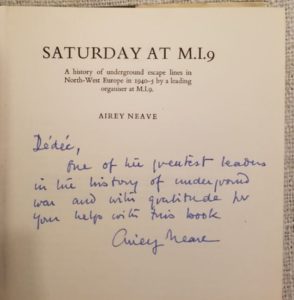 SATURDAY AT M.I.9
A history of underground escape lines in
North-West Europe in 1940-5 by a leading
organiser at M.I.9.
AIREY NEAVE
Dédée,
One of the greatest leaders
in the history of underground
war and with gratitude for
your help with this book
Airey Neave